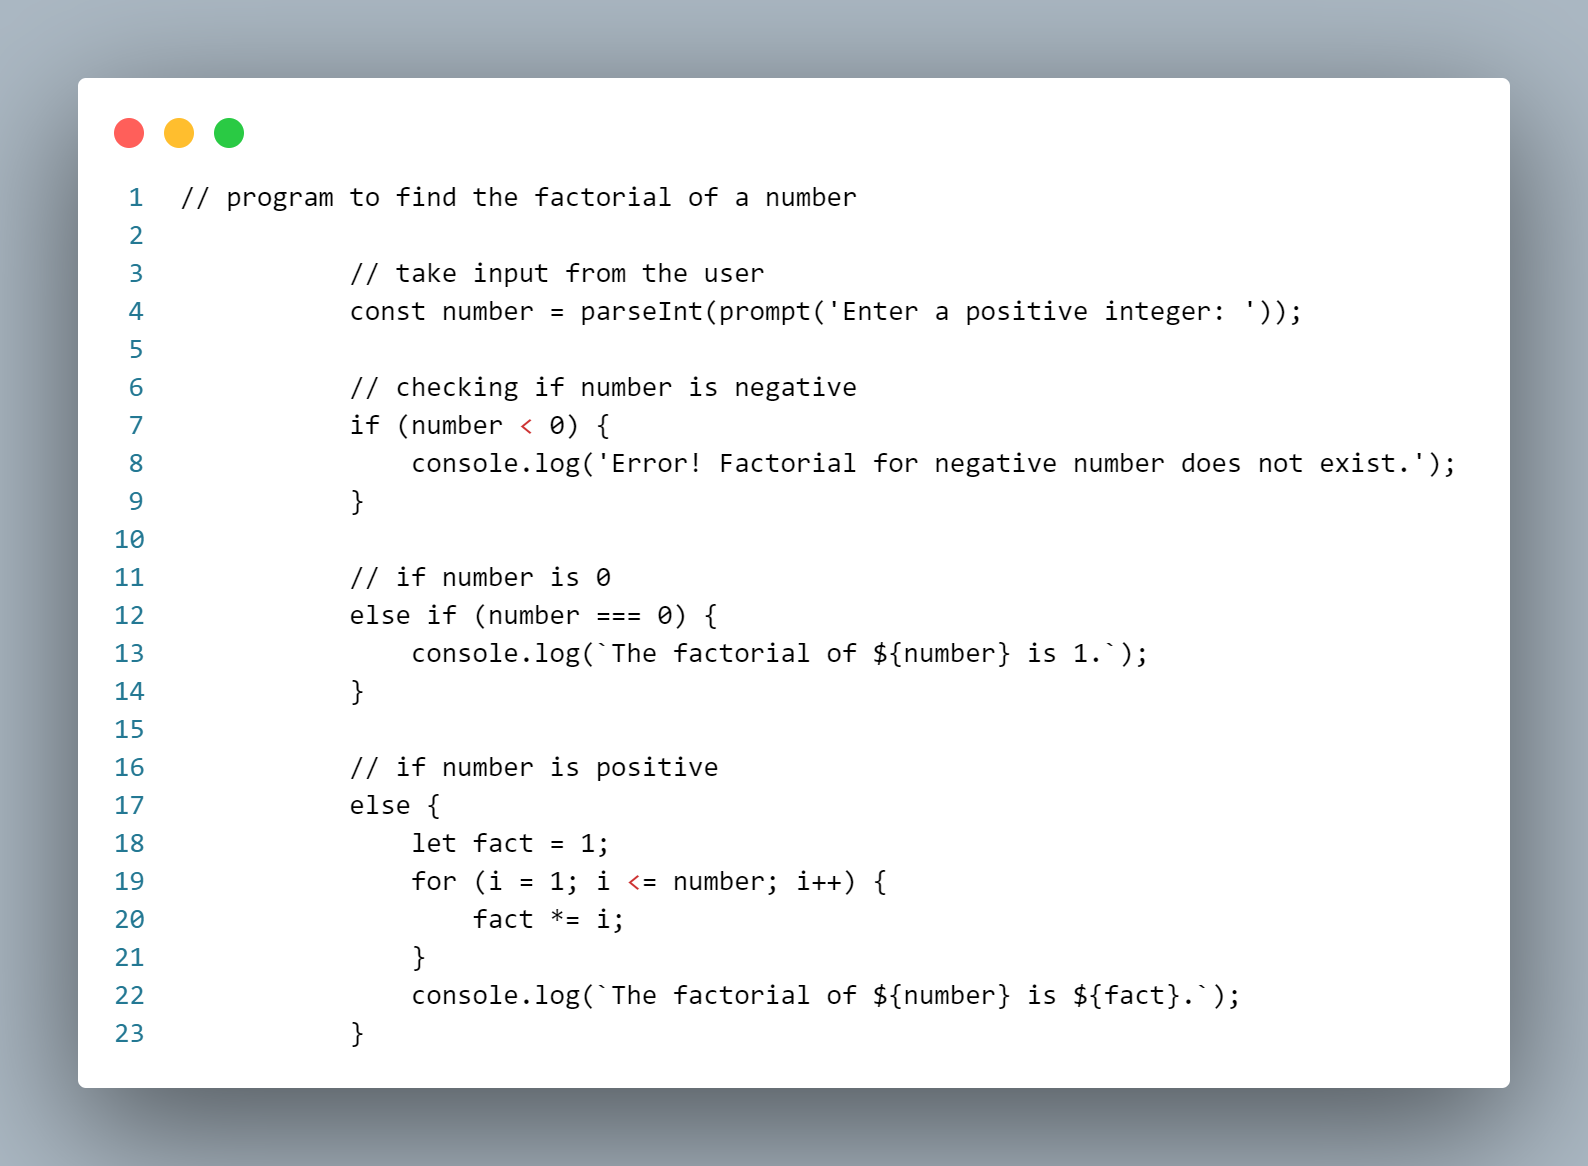 1 // program to find the factorial of a number
2
3            // take input from the user
4            const number = parseInt(prompt('Enter a positive integer: '));
5
6            // checking if number is negative
7            if (number < 0) {
8                console.log('Error! Factorial for negative number does not exist.');
9            }
10
11            // if number is 0
12            else if (number === 0) {
13                console.log(`The factorial of ${number} is 1.`);
14            }
15
16            // if number is positive
17            else {
18                let fact = 1;
19                for (i = 1; i <= number; i++) {
20                    fact *= i;
21                }
22                console.log(`The factorial of ${number} is ${fact}.`);
23            }